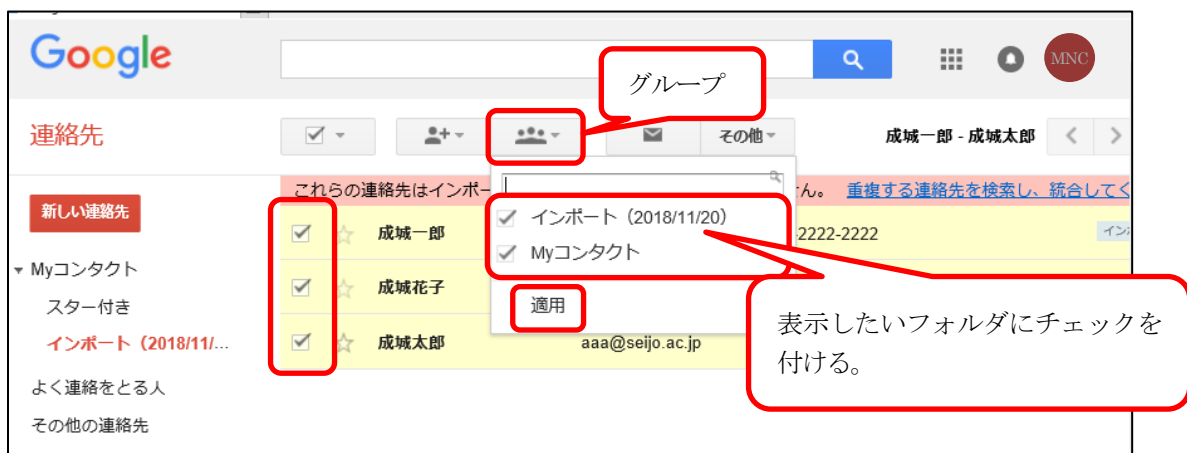 Google
グループ
MNC
連絡先
その他
成城一郎 - 成城太郎
これらの連絡先はインポー
ん。 重複する連絡先を検索し、統合してく
新しい連絡先
インポート (2018/11/20)
成城一郎
-2222-2222
Myコンタクト
Myコンタクト
成城花子
適用
スター付き
表示したいフォルダにチェックを
付ける。
インポート (2018/11/...
成城太郎
aaa@seijo.ac.jp
よく連絡をとる人
その他の連絡先